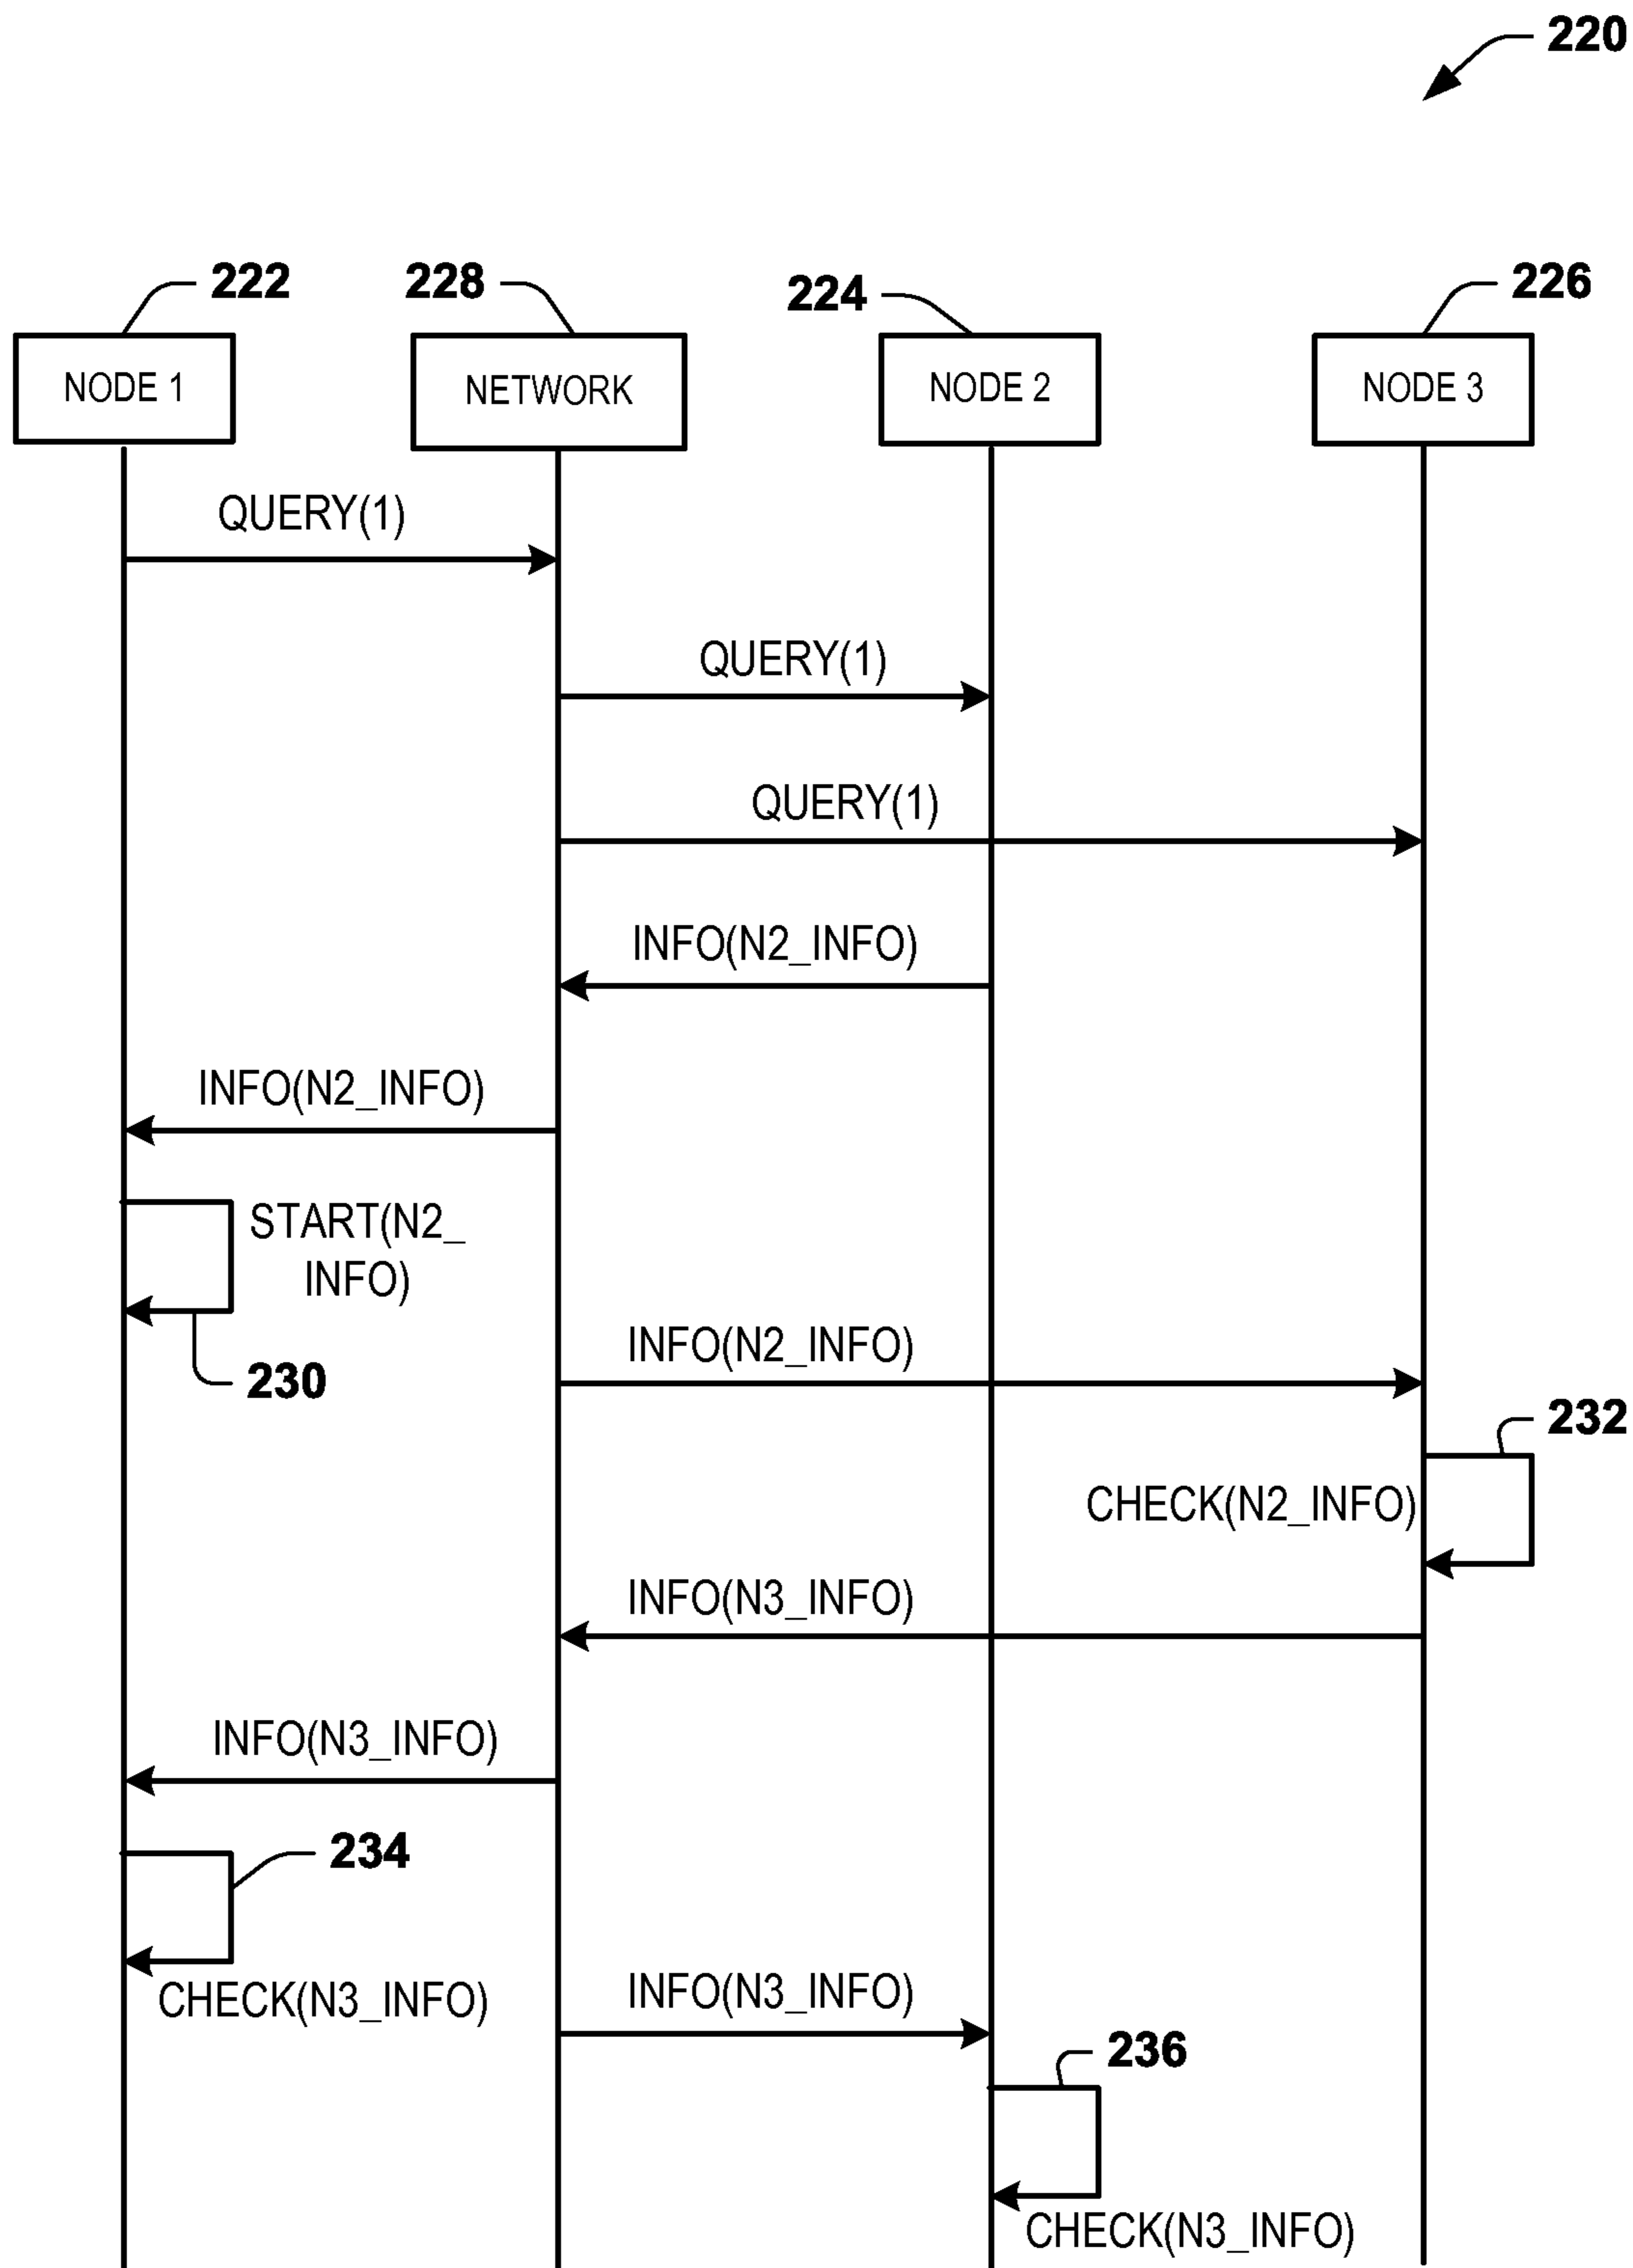 220
222
228
224
226
NODE 1
NETWORK
NODE 2
NODE 3
QUERY(1)
QUERY(1)
QUERY(1)
INFO(N2_INFO)
INFO(N2_INFO)
START(N2_
INFO)
INFO(N2_INFO)
230
232
CHECK(N2_INFO)
INFO(N3_INFO)
INFO(N3_INFO)
234
CHECK(N3_INFO)
INFO(N3_INFO)
236
CHECK(N3_INFO)